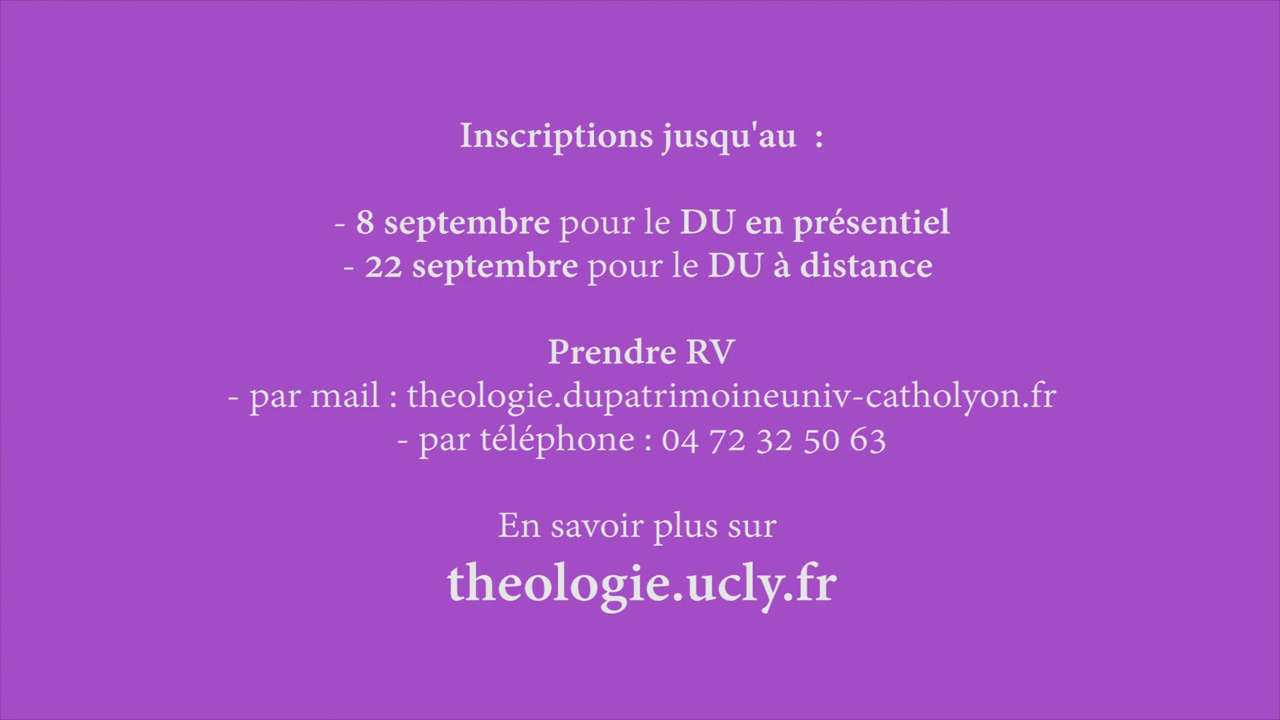 Inscriptions jusqu'au :
- 8 septembre pour le DU en présentiel
- 22 septembre pour le DU à distance
Prendre RV
- par mail : theologie.dupatrimoineuniv-catholyon.fr
- par téléphone : 04 72 32 50 63
En savoir plus sur
theologie.ucly.fr